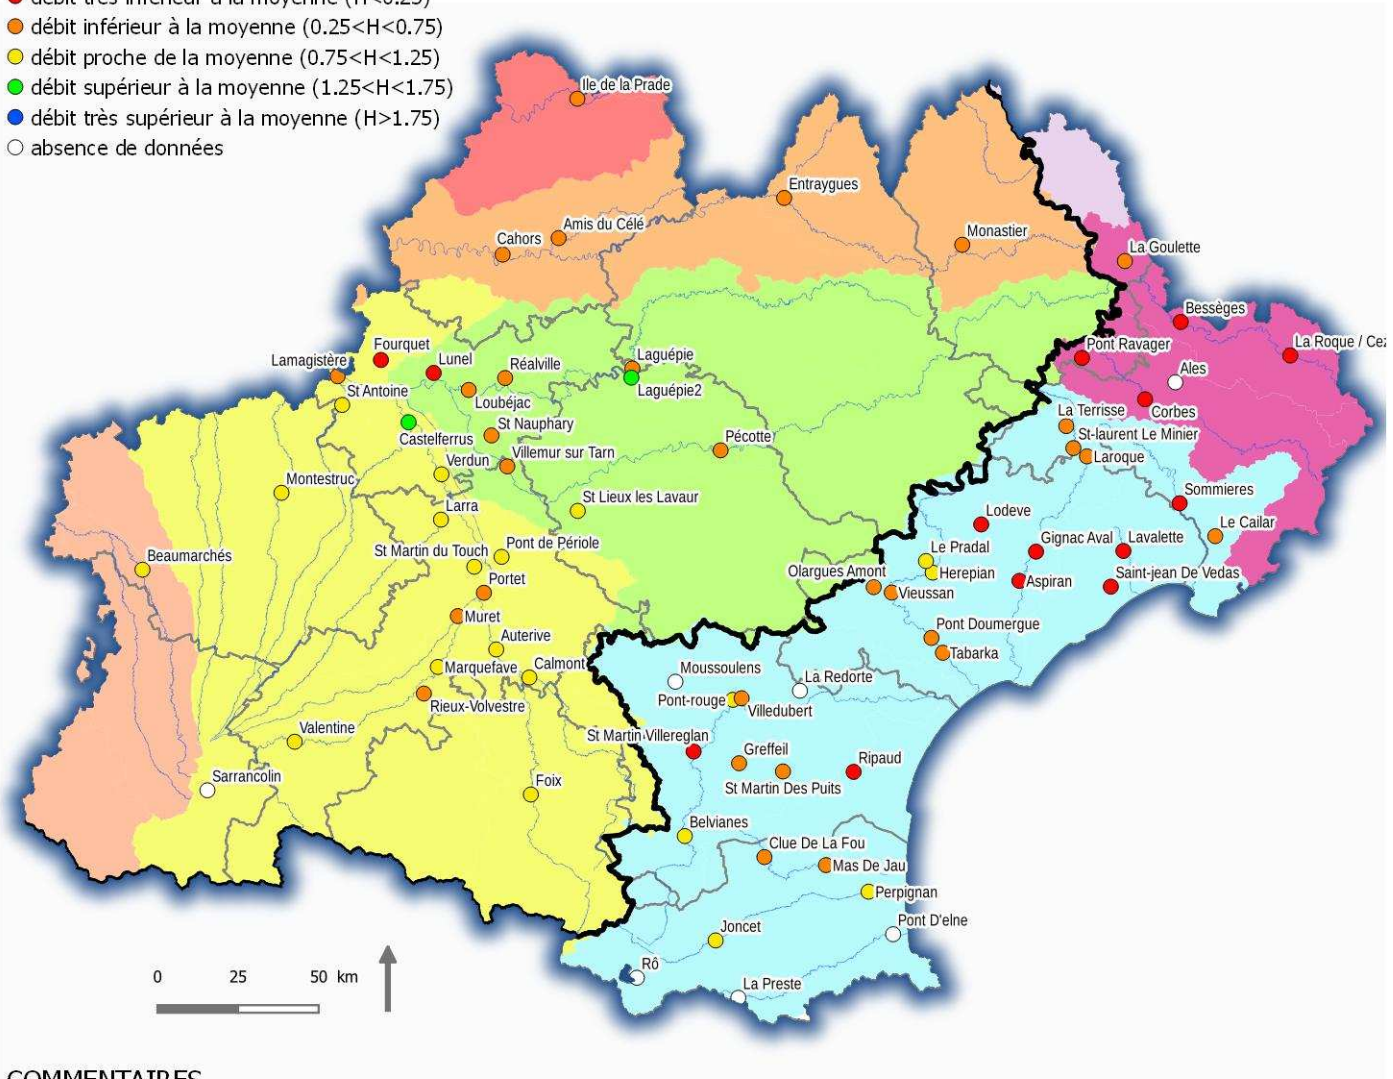 débit très inférieur à la moyenne (H<0.25)
débit inférieur à la moyenne (0.25<H<0.75)
débit proche de la moyenne (0.75<H<1.25)
débit supérieur à la moyenne (1.25<H<1.75)
débit très supérieur à la moyenne (H>1.75)
absence de données
Ile de la Prade
Entraygues
Amis du Célé
Cahors
Monastier
La Goulette
Bessèges
La Roque / Cez
Pont Ravager
Ales
Corbes
Fourquet
Lamagistère
Lunel
Réalville
Laguépie
Laguépie2
St Antoine
Loubéjac
La Terrisse
St Nauphary
Castelferrus
Pécotte
St-laurent Le Minier
Laroque
Verdun
Villemur sur Tarn
Montestruc
St Lieux les Lavaur
Sommieres
Larra
Lodeve
Le Cailar
St Martin du Touch
Pont de Périole
Beaumarchés
Gignac Aval
Lavalette
Le Pradal
Herepian
Olargues Amont
Portet
Aspiran
Saint-jean De Vedas
Vieussan
Muret
Pont Doumergue
Auterive
Tabarka
Marquefave
Calmont
Moussoulens
La Redorte
Pont-rouge
Villedubert
Rieux-Volvestre
Valentine
St Martin Villereglan
Greffeil
Ripaud
Sarrancolin
Foix
St Martin Des Puits
Belvianes
Clue De La Fou
Mas De Jau
Perpignan
Pont D'elne
Joncet
Rô
La Preste
0 25 50 km
COMMENTAIRES